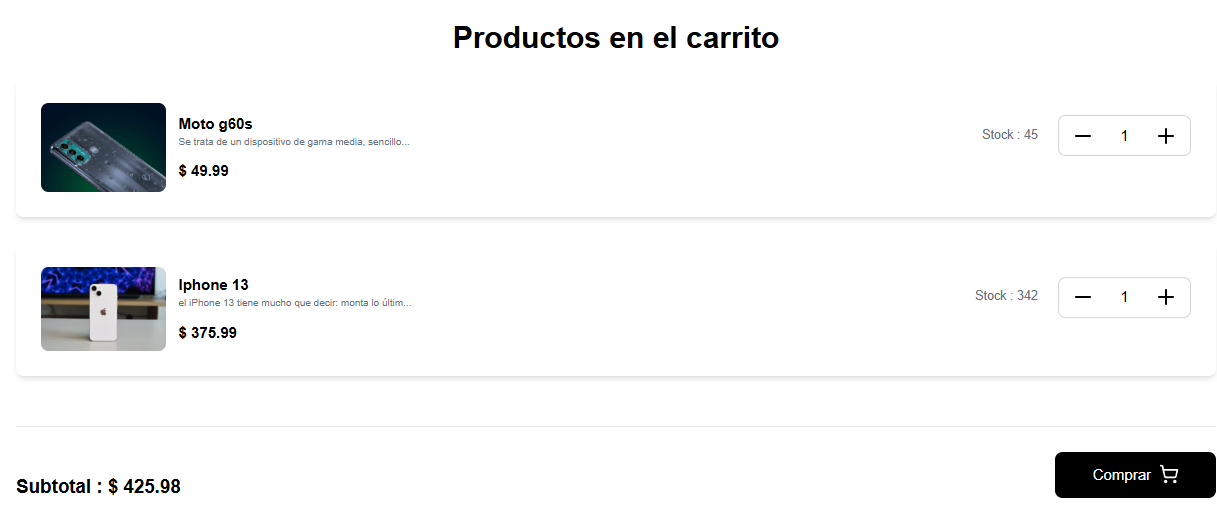 Productos en el carrito
Moto g60s
Se trata de un dispositivo de gama media, sencillo...
$ 49.99
Stock : 45
1
Iphone 13
el iPhone 13 tiene mucho que decir: monta lo últim...
$ 375.99
Stock : 342
1
Subtotal : $ 425.98
Comprar